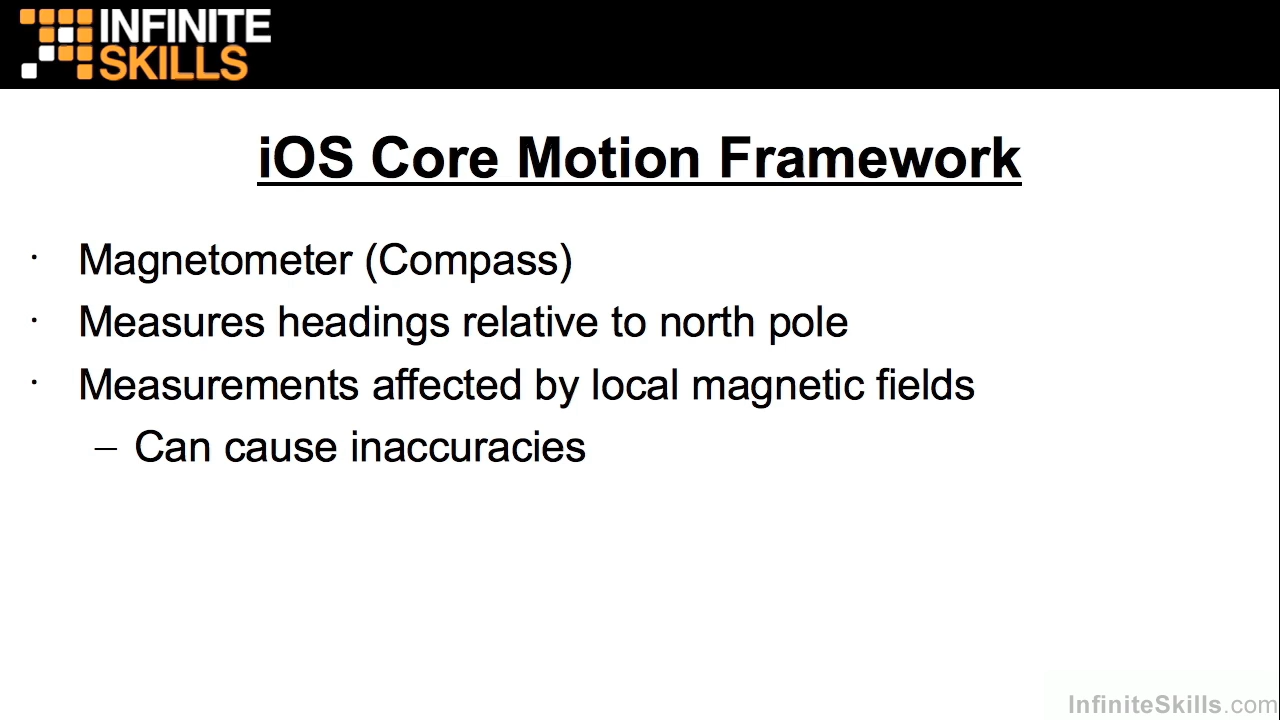 INFINITE
SKILLS
iOS Core Motion Framework
· Magnetometer (Compass)
· Measures headings relative to north pole
· Measurements affected by local magnetic fields
– Can cause inaccuracies
InfiniteSkills.com